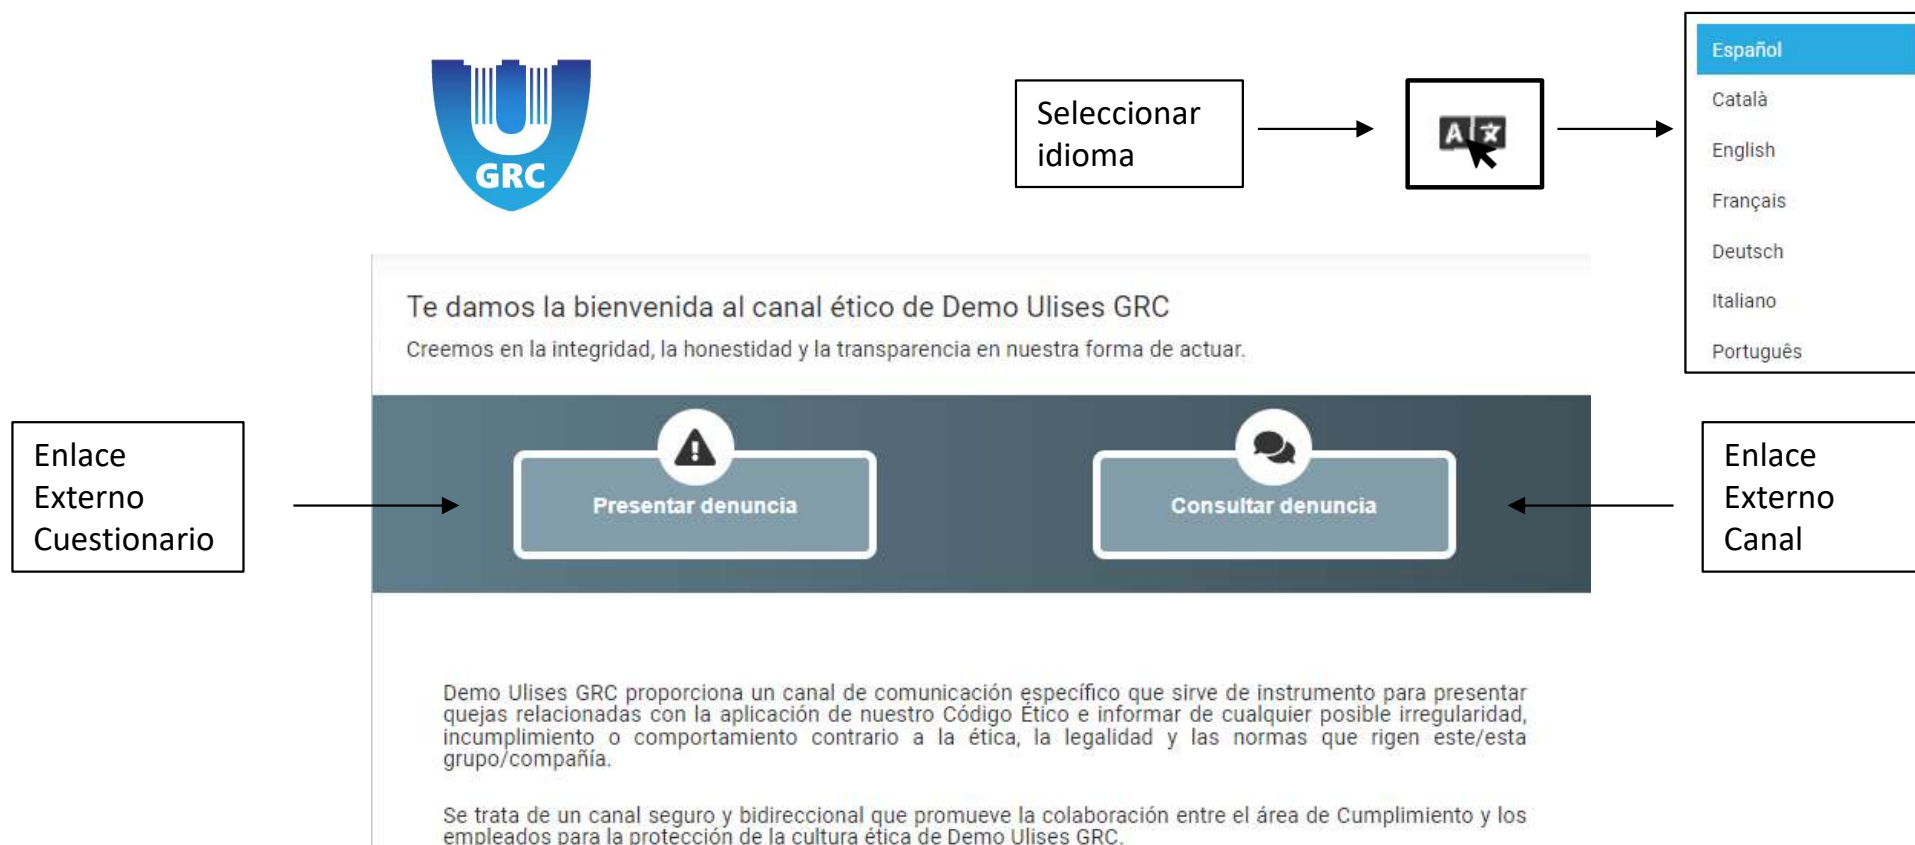 GRC
Seleccionar
idioma
A
Español
Català
English
Français
Deutsch
Italiano
Português
Te damos la bienvenida al canal ético de Demo Ulises GRC
Creemos en la integridad, la honestidad y la transparencia en nuestra forma de actuar.
Enlace
Externo
Cuestionario
Presentar denuncia
Consultar denuncia
Enlace
Externo
Canal
Demo Ulises GRC proporciona un canal de comunicación específico que sirve de instrumento para presentar
quejas relacionadas con la aplicación de nuestro Código Ético e informar de cualquier posible irregularidad,
incumplimiento o comportamiento contrario a la ética, la legalidad y las normas que rigen este/esta
grupo/compañía.
Se trata de un canal seguro y bidireccional que promueve la colaboración entre el área de Cumplimiento y los
empleados para la protección de la cultura ética de Demo Ulises GRC.